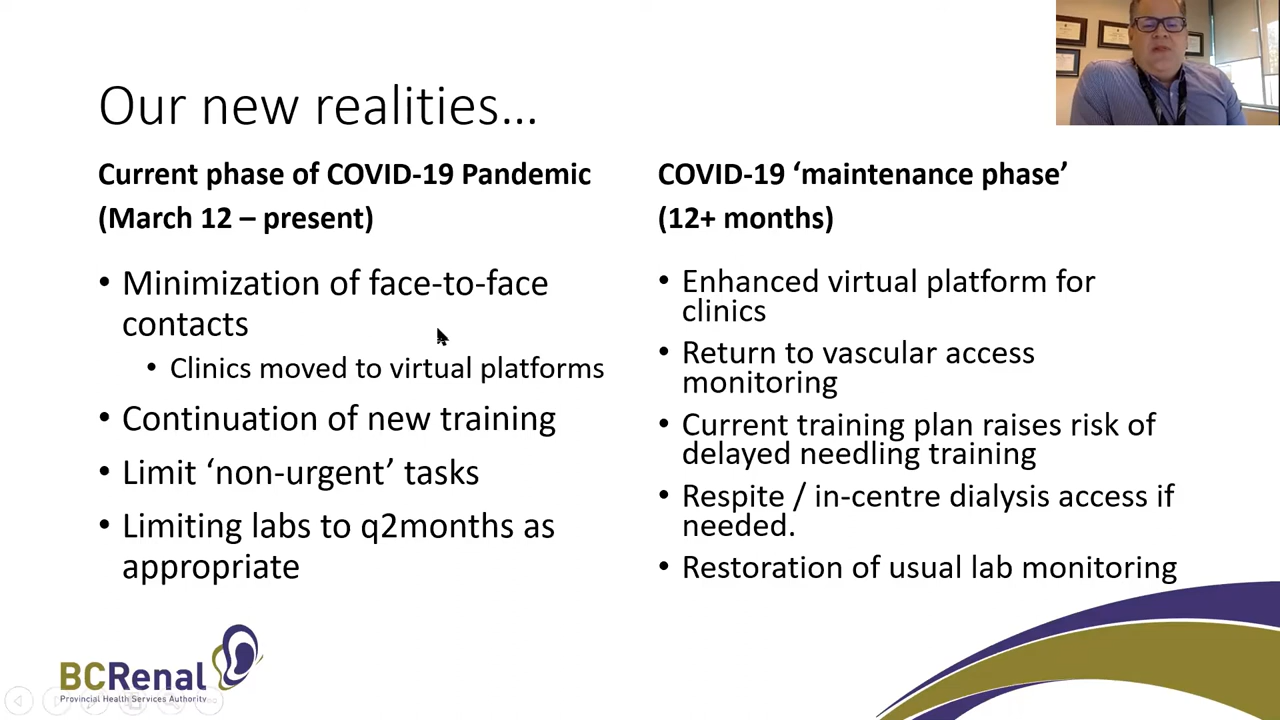 Our new realities...
Current phase of COVID-19 Pandemic
(March 12 – present)
• Minimization of face-to-face
contacts
• Clinics moved to virtual platforms
• Continuation of new training
• Limit ‘non-urgent’ tasks
• Limiting labs to q2months as
appropriate
COVID-19 ‘maintenance phase’
(12+ months)
• Enhanced virtual platform for
clinics
• Return to vascular access
monitoring
• Current training plan raises risk of
delayed needling training
• Respite / in-centre dialysis access if
needed.
• Restoration of usual lab monitoring
BCRenal
Provincial Health Services Authority